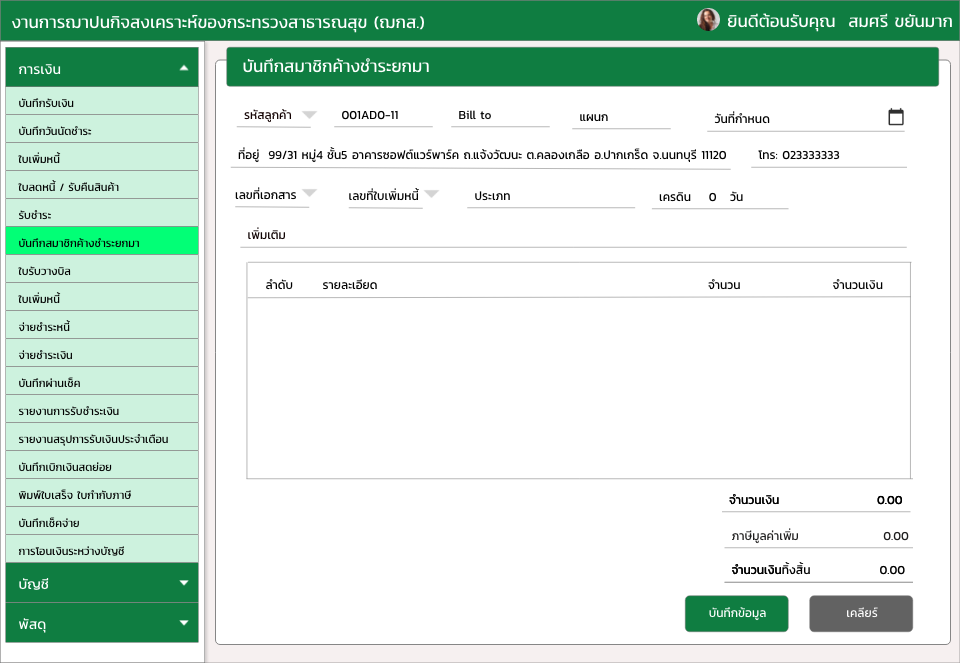 งานการฌาปนกิจสงเคราะห์ของกระทรวงสาธารณสุข (ฌกส.)
ยินดีต้อนรับคุณ สมศรี ขยันมาก
การเงิน
บันทึกรับเงิน
บันทึกวันนัดชำระ
ใบเพิ่มหนี้
ใบลดหนี้ / รับคืนสินค้า
รับชำระ
บันทึกสมาชิกค้างชำระยกมา
ใบรับวางบิล
ใบเพิ่มหนี้
จ่ายชำระหนี้
จ่ายชำระเงิน
บันทึกผ่านเช็ค
รายงานการรับชำระเงิน
รายงานสรุปการรับเงินประจำเดือน
บันทึกเบิกเงินสดย่อย
พิมพ์ใบเสร็จ ใบกำกับภาษี
บันทึกเช็คจ่าย
การโอนเงินระหว่างบัญชี
บัญชี
พัสดุ
บันทึกสมาชิกค้างชำระยกมา
รหัสลูกค้า 001AD0-11 Bill to แผนก วันที่กำหนด
ที่อยู่ 99/31 หมู่4 ชั้น5 อาคารซอฟต์แวร์พาร์ค ถ.แจ้งวัฒนะ ต.คลองเกลือ อ.ปากเกร็ด จ.นนทบุรี 11120 โทร: 023333333
เลขที่เอกสาร เลขที่ใบเพิ่มหนี้ ประเภท เครดิน 0 วัน
เพิ่มเติม
ลำดับ รายละเอียด จำนวน จำนวนเงิน
จำนวนเงิน 0.00
ภาษีมูลค่าเพิ่ม 0.00
จำนวนเงินทั้งสิ้น 0.00
บันทึกข้อมูล เคลียร์